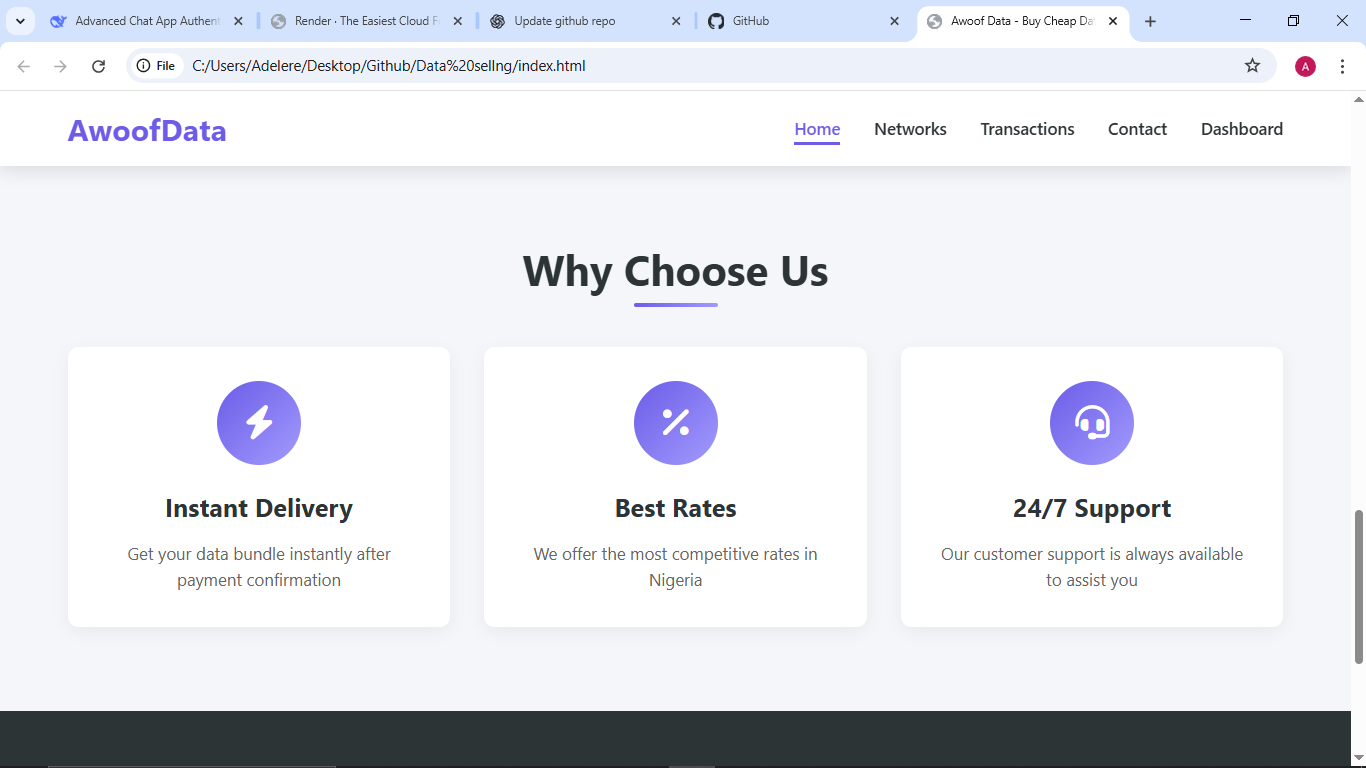 Advanced Chat App Authent
Render · The Easiest Cloud F
Update github repo
GitHub
Awoof Data - Buy Cheap Da
File
C:/Users/Adelere/Desktop/Github/Data%20sellng/index.html
A
AwoofData
Home
Networks
Transactions
Contact
Dashboard
Why Choose Us
Instant Delivery
Get your data bundle instantly after
payment confirmation
Best Rates
We offer the most competitive rates in
Nigeria
24/7 Support
Our customer support is always available
to assist you